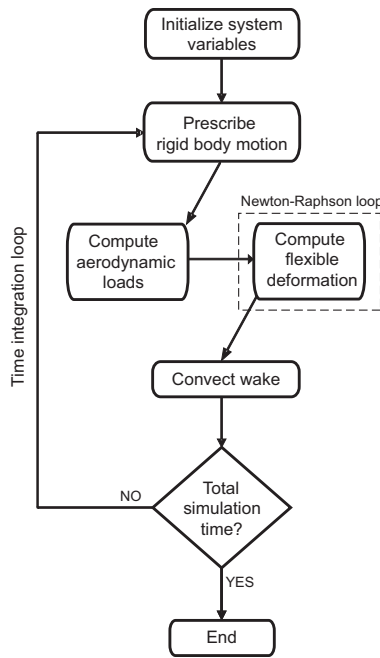 Initialize system
variables
Prescribe
rigid body motion
Newton-Raphson loop
Compute
aerodynamic
loads
Compute
flexible
deformation
Time integration loop
Convect wake
Total
simulation
time?
NO
YES
End